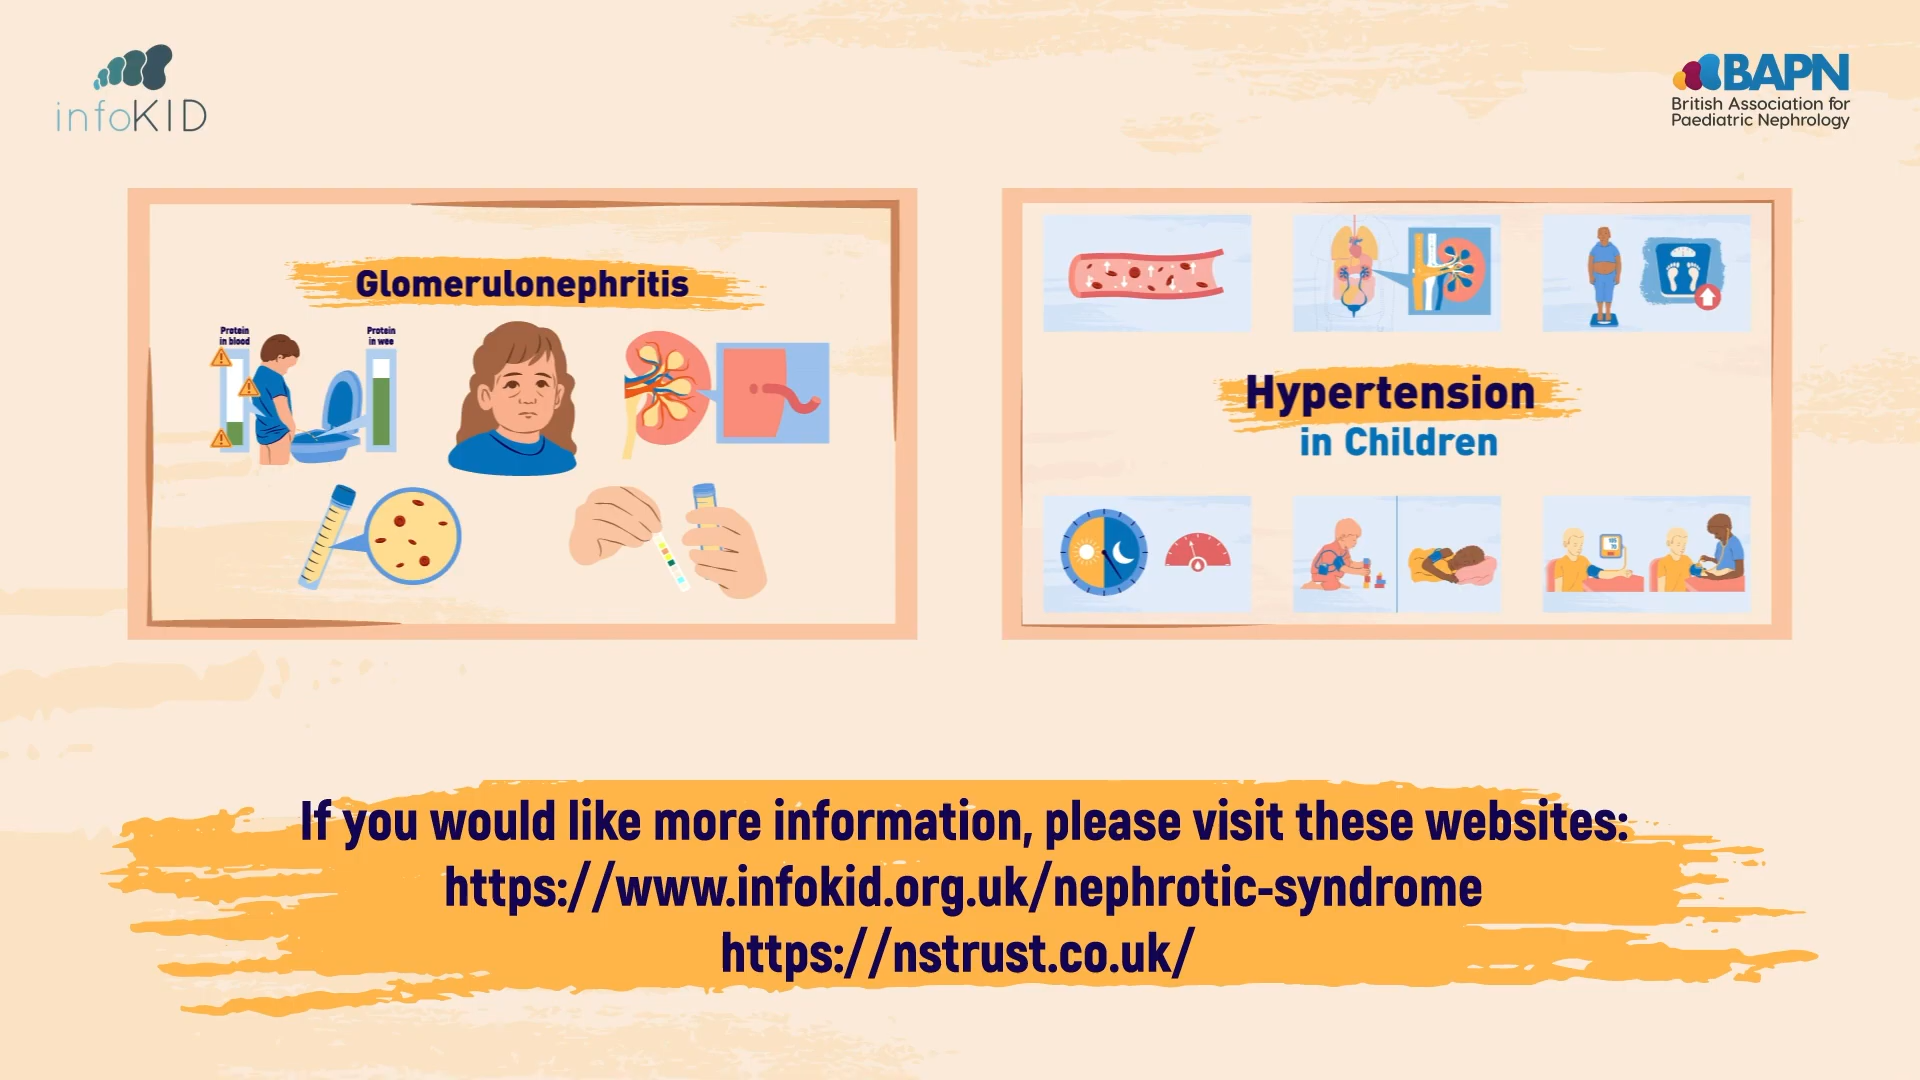 infoKID
BAPN
British Association for
Paediatric Nephrology
Glomerulonephritis
Protein
in blood
Protein
in wee
Hypertension
in Children
If you would like more information, please visit these websites:
https://www.infokid.org.uk/nephrotic-syndrome
https://nstrust.co.uk/